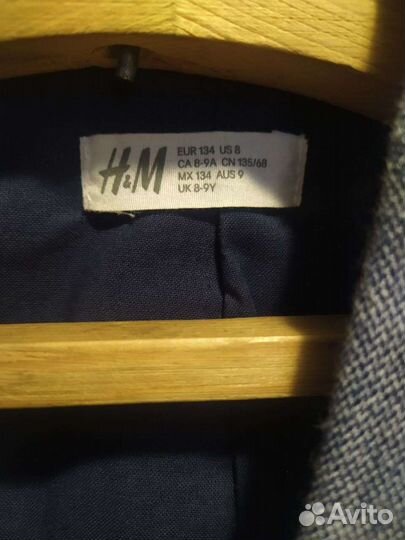 H&M
EUR 134 US 8
CA 8-9A CN 135/68
MX 134 AUS 9
UK 8-9Y
Avito